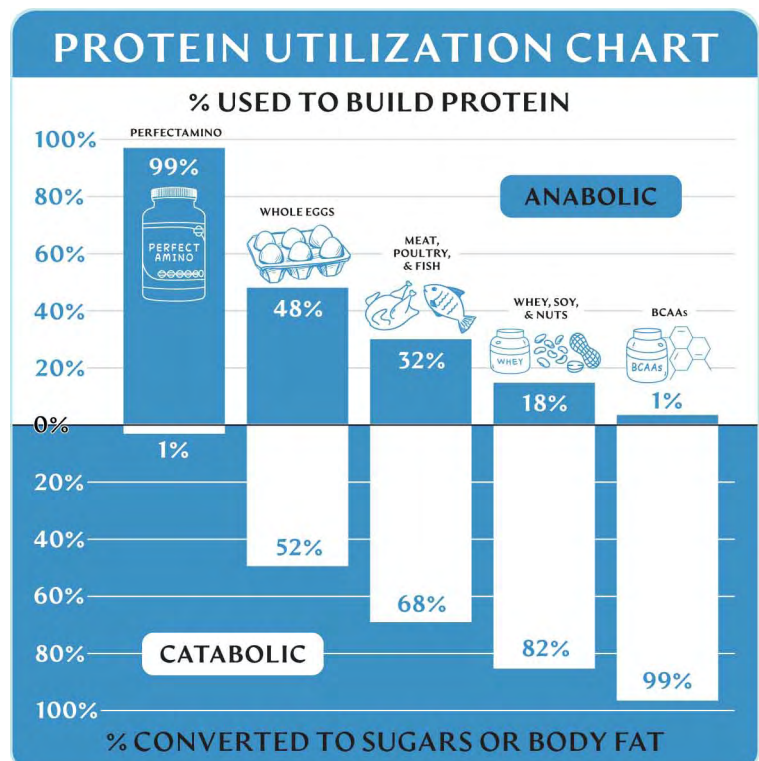 PROTEIN UTILIZATION CHART
% USED TO BUILD PROTEIN
100%
80%
60%
40%
20%
0%
20%
40%
60%
80%
100%
PERFECTAMINO
99%
PERFECT
AMINO
1%
WHOLE EGGS
48%
52%
MEAT,
POULTRY,
& FISH
32%
68%
ANABOLIC
WHEY, SOY,
& NUTS
WHEY
18%
82%
BCAAs
BCAAs
1%
99%
CATABOLIC
% CONVERTED TO SUGARS OR BODY FAT